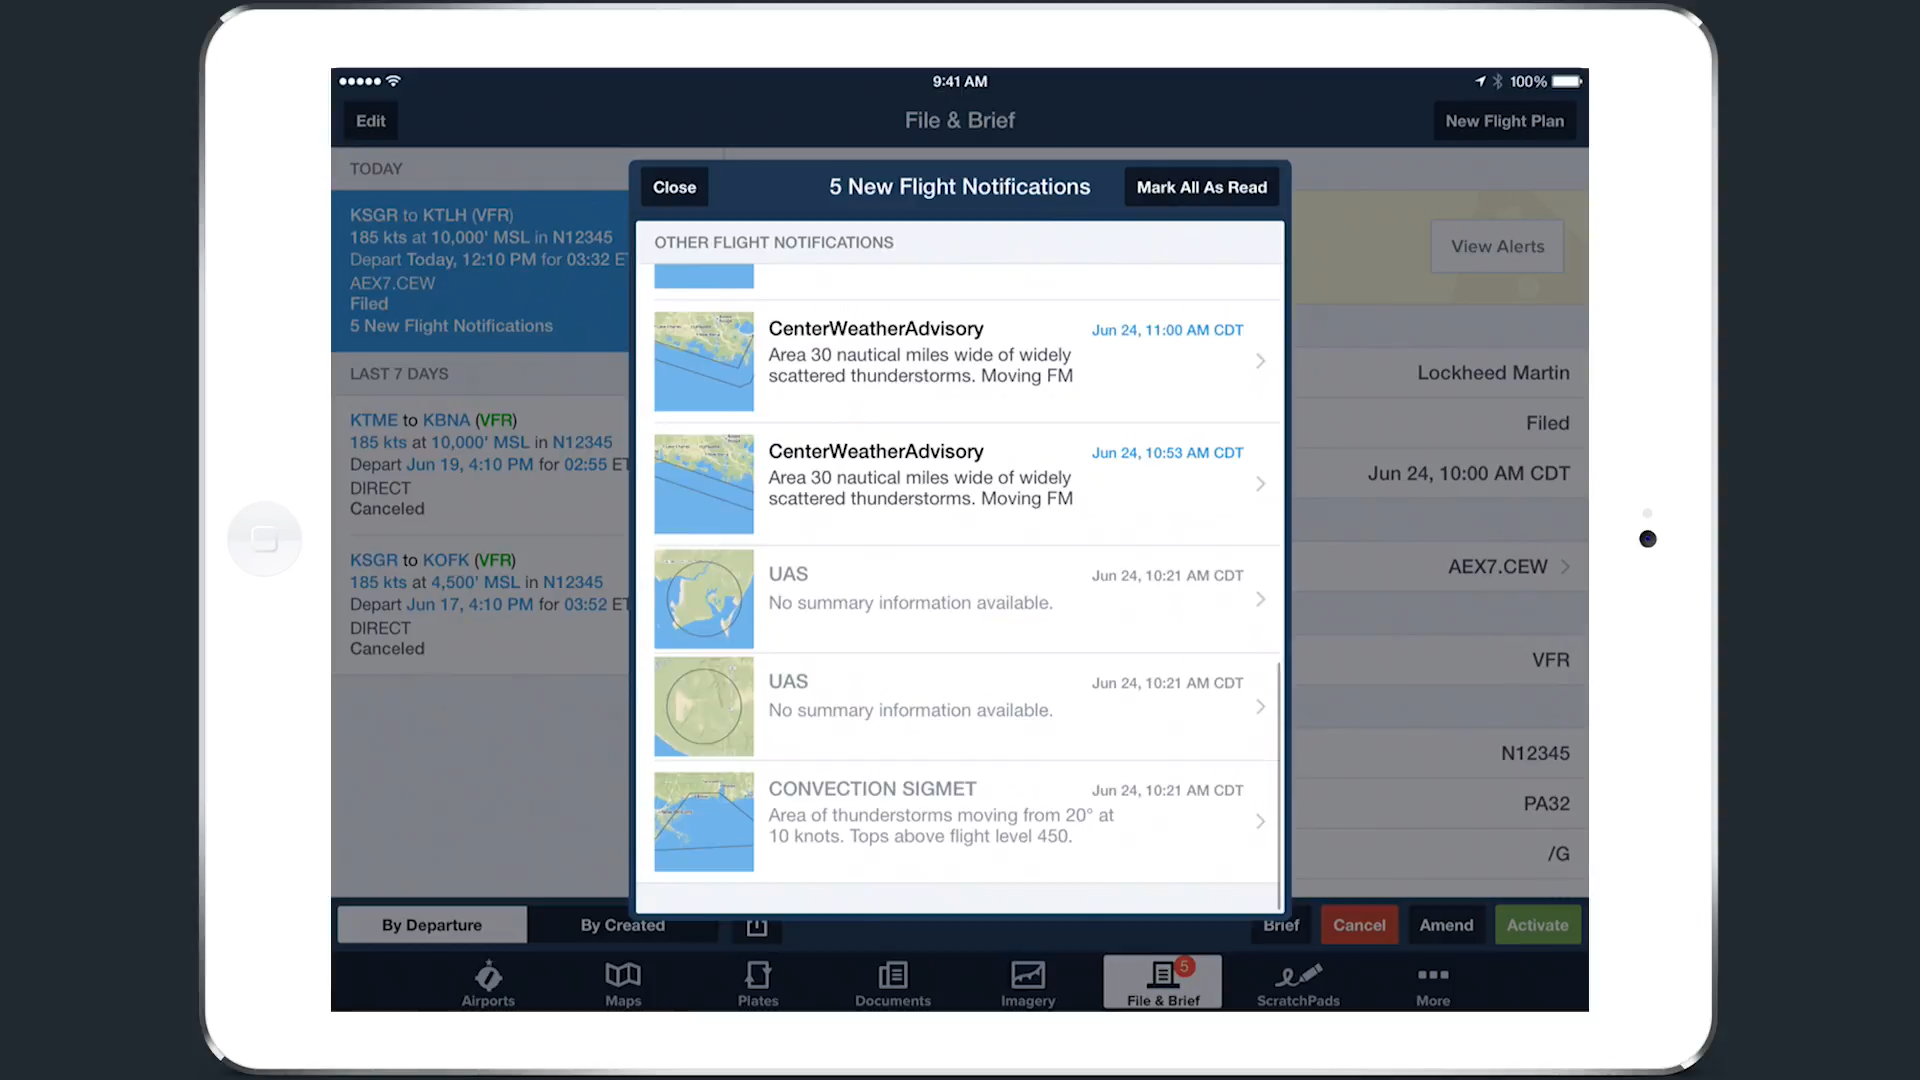 9:41 AM
100%
Edit
File & Brief
New Flight Plan
TODAY
KSGR to KTLH (VFR)
185 kts at 10,000' MSL in N12345
Depart Today, 12:10 PM for 03:32 E
AEX7.CEW
Filed
5 New Flight Notifications
LAST 7 DAYS
KTME to KBNA (VFR)
185 kts at 10,000' MSL in N12345
Depart Jun 19, 4:10 PM for 02:55 ET
DIRECT
Canceled
KSGR to KOFK (VFR)
185 kts at 4,500' MSL in N12345
Depart Jun 17, 4:10 PM for 03:52 ET
DIRECT
Canceled
Close
5 New Flight Notifications
Mark All As Read
OTHER FLIGHT NOTIFICATIONS
CenterWeatherAdvisory
Jun 24, 11:00 AM CDT
Area 30 nautical miles wide of widely
scattered thunderstorms. Moving FM
CenterWeatherAdvisory
Jun 24, 10:53 AM CDT
Area 30 nautical miles wide of widely
scattered thunderstorms. Moving FM
UAS
Jun 24, 10:21 AM CDT
No summary information available.
UAS
Jun 24, 10:21 AM CDT
No summary information available.
CONVECTION SIGMET
Jun 24, 10:21 AM CDT
Area of thunderstorms moving from 20° at
10 knots. Tops above flight level 450.
View Alerts
Lockheed Martin
Filed
Jun 24, 10:00 AM CDT
AEX7.CEW
VFR
N12345
PA32
/G
By Departure
By Created
Brief
Cancel
Amend
Activate
Airports
Maps
Plates
Documents
Imagery
5
File & Brief
ScratchPads
More